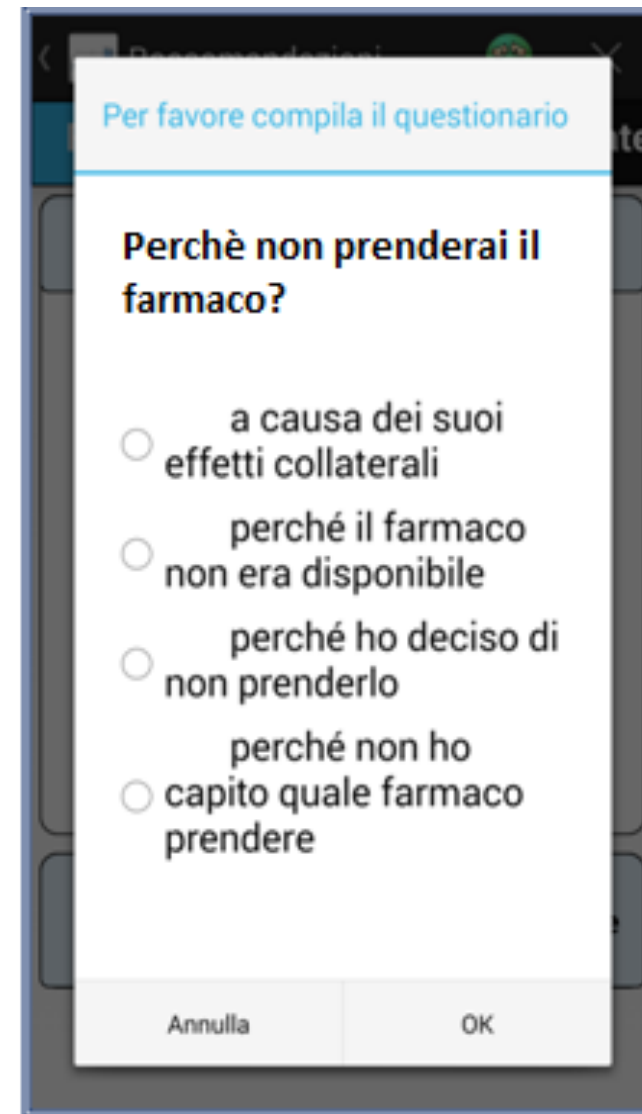 Raccomandazioni
Per favore compila il questionario
Perchè non prenderai il
farmaco?
a causa dei suoi
effetti collaterali
perché il farmaco
non era disponibile
perché ho deciso di
non prenderlo
perché non ho
capito quale farmaco
prendere
Annulla
OK